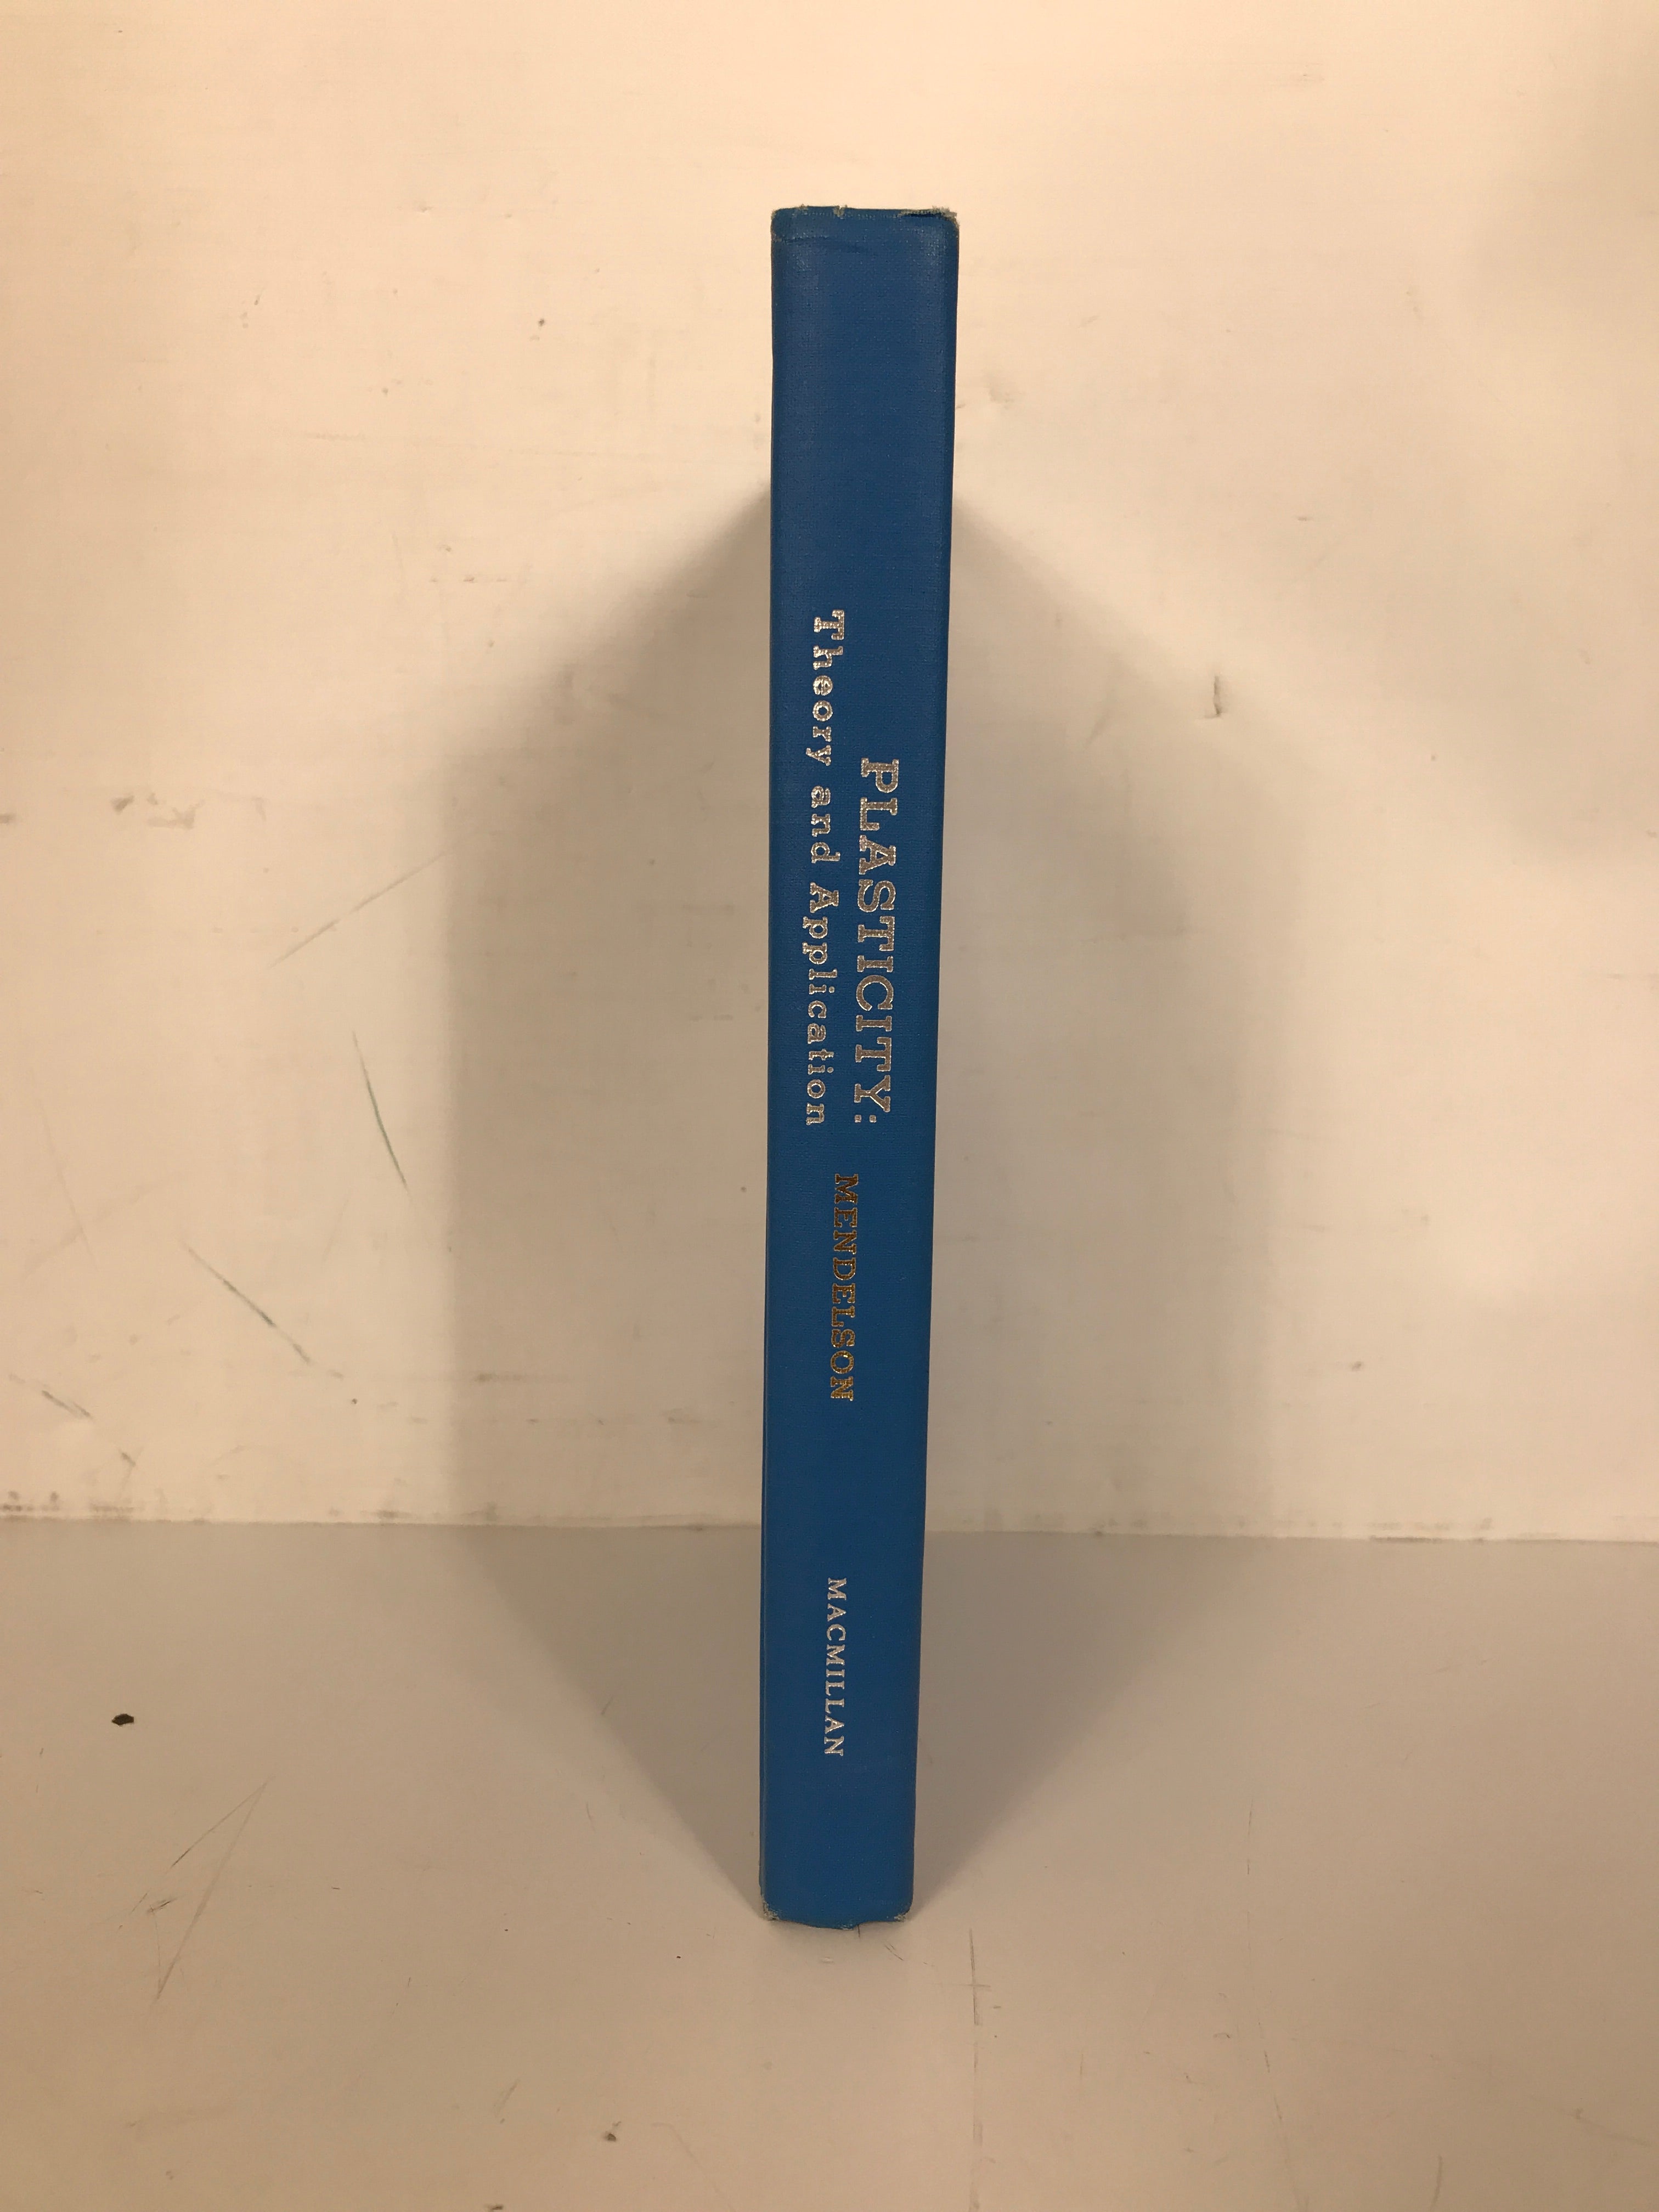 PLASTICITY:
Theory and Application
MENDELSON
MACMILLAN